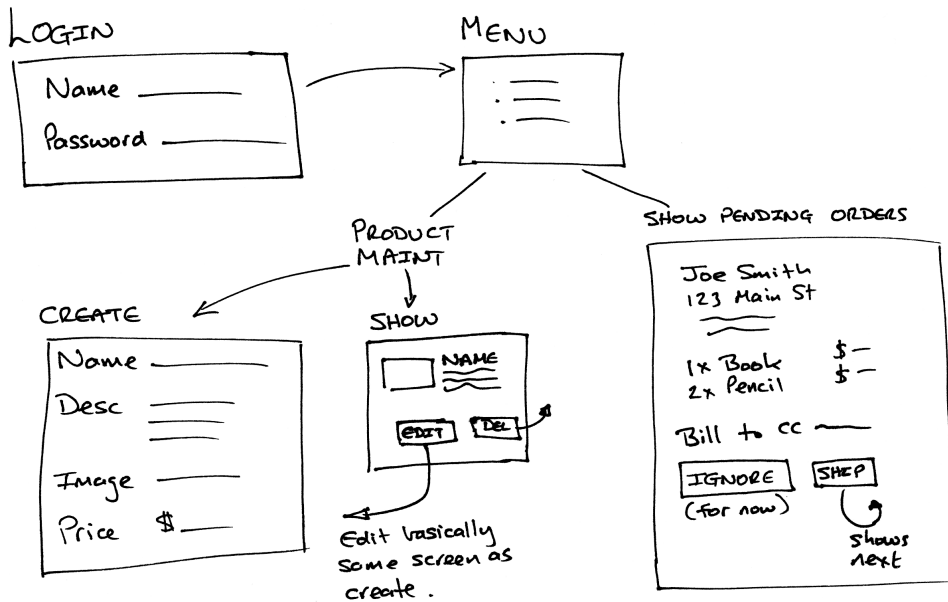 LOGIN
Name
Password
MENU
PRODUCT
MAINT
SHOW PENDING ORDERS
Joe Smith
123 Main St
1x Book $ —
2x Pencil $ —
Bill to CC
IGNORE
(for now)
SHIP
shows
next
CREATE
Name
Desc
Image
Price $
SHOW
NAME
EDIT
DEL
Edit basically
same screen as
create.